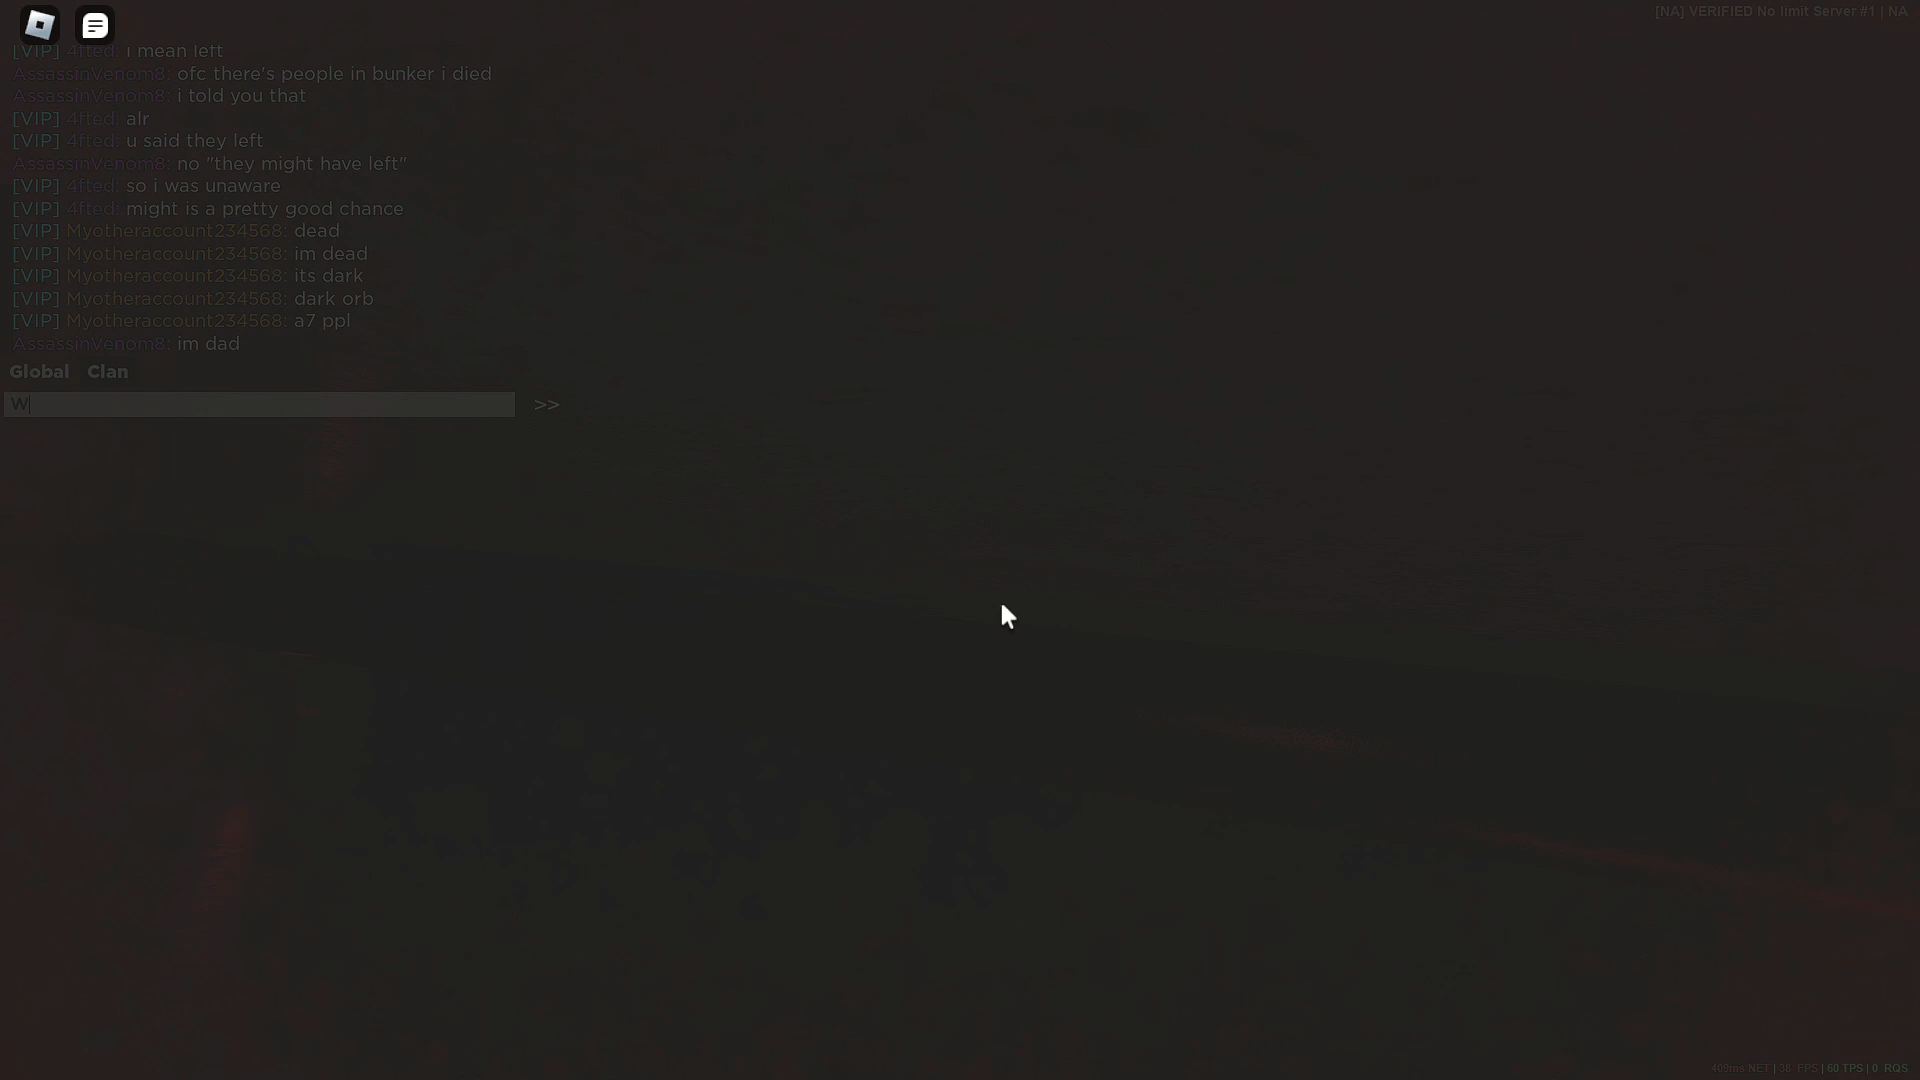 [NA] VERIFIED No limit Server #1 | NA
[VIP] 4fted: i mean left
AssassinVenom8: ofc there's people in bunker i died
AssassinVenom8: i told you that
[VIP] 4fted: alr
[VIP] 4fted: u said they left
AssassinVenom8: no "they might have left"
[VIP] 4fted: so i was unaware
[VIP] 4fted: might is a pretty good chance
[VIP] Myotheraccount234568: dead
[VIP] Myotheraccount234568: im dead
[VIP] Myotheraccount234568: its dark
[VIP] Myotheraccount234568: dark orb
[VIP] Myotheraccount234568: a7 ppl
AssassinVenom8: im dad
Global Clan
W >>
409ms NET | 38 FPS | 60 TPS | 0 RQS